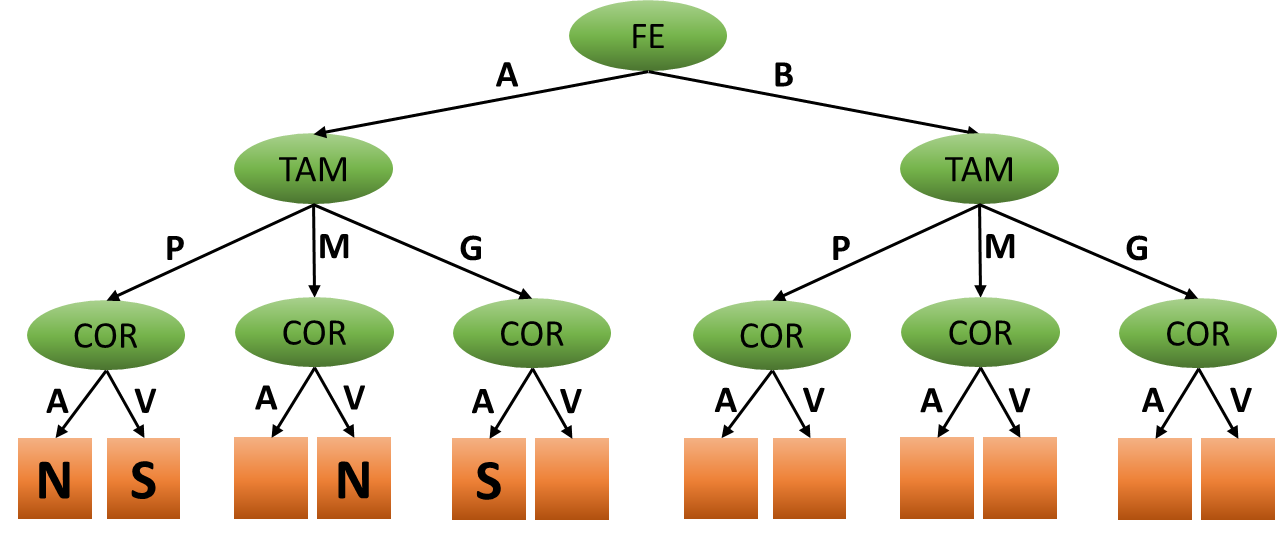 FE
A B
TAM TAM
P M G P M G
COR COR COR COR COR COR
A V A V A V A V A V A V
N S N S